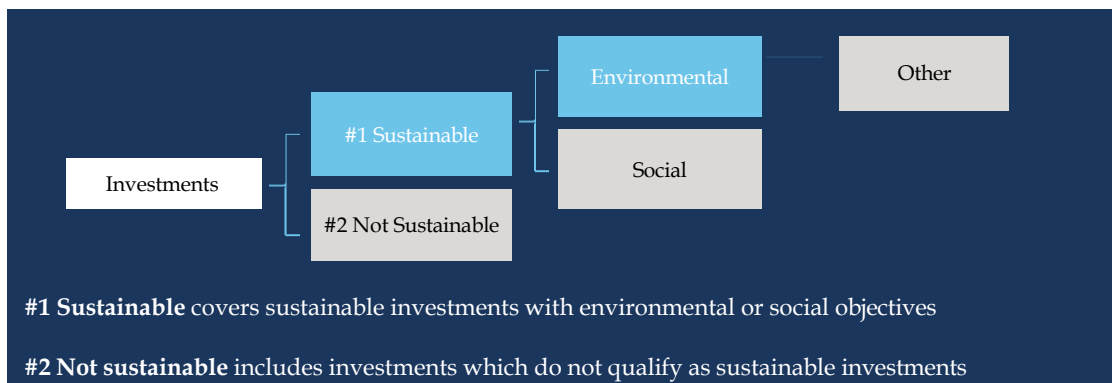 Environmental
Other
#1 Sustainable
Social
Investments
#2 Not Sustainable
#1 Sustainable covers sustainable investments with environmental or social objectives
#2 Not sustainable includes investments which do not qualify as sustainable investments